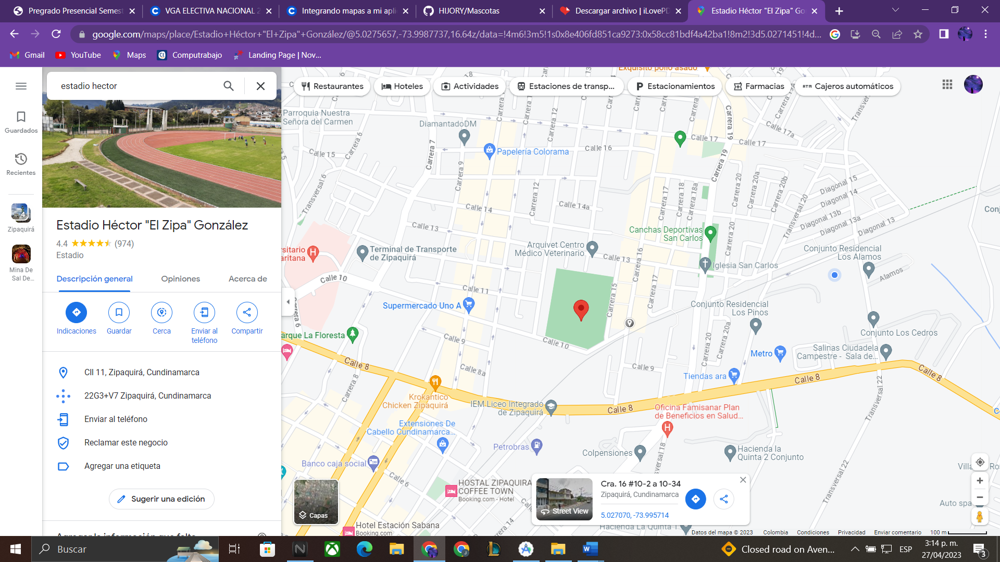 Pregrado Presencial Semest
VGA ELECTIVA NACIONAL 2
Integrando mapas a mi apli
HIJORY/Mascotas
Descargar archivo | iLovePD
Estadio Héctor "El Zipa" Go
google.com/maps/place/Estadio+Héctor+"El+Zipa"+González/@5.0275657,-73.9987737,16.64z/data=!4m6!3m5!1s0x8e406fd851ca9273:0x58cc81bdf4a42ba1!8m2!3d5.0271451!4d...
Gmail
YouTube
Maps
Computrabajo
Landing Page | Nov...
estadio hector
Guardados
Recientes
4
Zipaquirá
Mina De
Sal De...
Estadio Héctor "El Zipa" González
4.4
(974)
Estadio
Descripción general
Opiniones
Acerca de
Indicaciones
Guardar
Cerca
Enviar al
teléfono
Compartir
Cll 11, Zipaquirá, Cundinamarca
22G3+V7 Zipaquirá, Cundinamarca
Enviar al teléfono
Reclamar este negocio
Agregar una etiqueta
Sugerir una edición
Agregar la información que falte
Restaurantes
Hoteles
Actividades
Estaciones de transp...
Estacionamientos
Farmacias
ATM Cajeros automáticos
Exquisito pollo asado
Parroquia Nuestra
Señora del Carmen
DiamantadoDM
Papelería Colorama
Calle 15
Calle 16
Calle 17
Calle 17
Calle 17a
Carrera 6
Carrera 7
Carrera 9
Carrera 12
Carrera 12
Carrera 19
Carrera 19
Transversal 6
Calle 14
Calle 14a
Calle 13
Calle 13
Carrera 17
Carrera 18
Carrera 18a
Carrera 20
Carrera 20a
Carrera 20b
Transversal 20
Diagonal 15
Diagonal 14
Diagonal 13b
Diagonal 13a
Diagonal 13
Canchas Deportivas
San Carlos
Arquivet Centro
Médico Veterinario
Terminal de Transporte
de Zipaquirá
sitario
aritana
Iglesia San Carlos
Conjunto Residencial
Los Alamos
Alamos
Calle 10
Calle 11
Carrera 16
Carrera 17
Carrera 15
Carrera 20
Supermercado Uno A
Conjunto Residencial
Los Pinos
Conjunto Los Cedros
arque La Floresta
Carrera 6
Calle 9
Calle 10
Calle 9
Carrera 20
Carrera 20a
Metro
Salinas Ciudadela
Campestre - Sala de...
Tiendas ara
Calle 8
Calle 8a
Carrera 8
Calle 8
Calle 8
Calle 8
Krokantico
Chicken Zipaquirá
IEM Liceo Integrado
de Zipaquirá
Oficina Famisanar Plan
de Beneficios en Salud...
Transversal 22
Extensiones De
Cabello Cundinamarca...
Petrobras
Colpensiones
Hacienda la
Quinta 2 Conjunto
Banco caja social
Calle 6
HOSTAL ZIPAQUIRA
COFFEE TOWN
Booking.com - Hotel
Hotel Estación Sabana
Booking.com
Carrera 14
Transversal 22
Auto spa
Hacienda La Quinta 1
Capas
Street View
Cra. 16 #10-2 a 10-34
Zipaquirá, Cundinamarca
5.027070, -73.995714
Datos del mapa © 2023
Colombia
Condiciones
Privacidad
Enviar comentario
100 m
Buscar
Closed road on Aven...
ESP
3:14 p. m.
27/04/2023
3